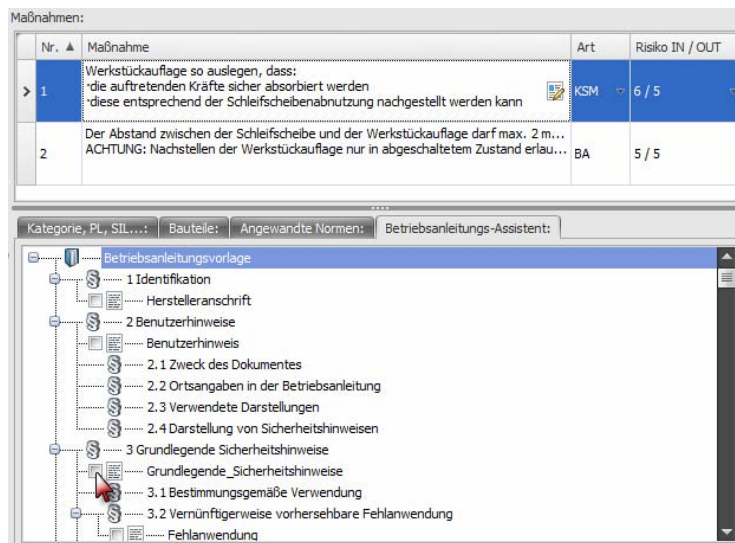 Maßnahmen:
Nr. Maßnahme Art Risiko IN / OUT
Werkstückauflage so auslegen, dass:
·die auftretenden Kräfte sicher absorbiert werden
·diese entsprechend der Schleifscheibenabnutzung nachgestellt werden kann
1 KSM 6 / 5
Der Abstand zwischen der Schleifscheibe und der Werkstückauflage darf max. 2 m...
ACHTUNG: Nachstellen der Werkstückauflage nur in abgeschaltetem Zustand erlau...
2 BA 5 / 5
Kategorie, PL, SIL...: Bauteile: Angewandte Normen: Betriebsanleitungs-Assistent:
Betriebsanleitungsvorlage
§ 1 Identifikation
Herstelleranschrift
§ 2 Benutzerhinweise
Benutzerhinweis
§ 2.1 Zweck des Dokumentes
§ 2.2 Ortsangaben in der Betriebsanleitung
§ 2.3 Verwendete Darstellungen
§ 2.4 Darstellung von Sicherheitshinweisen
§ 3 Grundlegende Sicherheitshinweise
Grundlegende_Sicherheitshinweise
§ 3.1 Bestimmungsgemäße Verwendung
§ 3.2 Vernünftigerweise vorhersehbare Fehlanwendung
Fehlanwendung